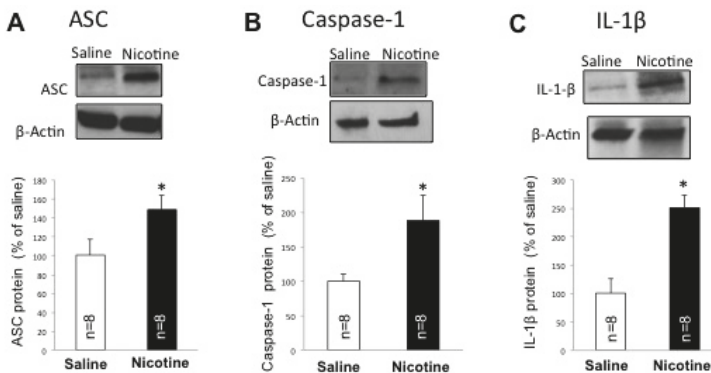 A ASC
Saline Nicotine
ASC
β-Actin
ASC protein (% of saline)
180
160
140
120
100
80
60
40
20
0
*
n=8
n=8
Saline Nicotine
B Caspase-1
Saline Nicotine
Caspase-1
β-Actin
Caspase-1 protein (% of saline)
250
200
150
100
50
0
*
n=8
n=8
Saline Nicotine
C IL-1β
Saline Nicotine
IL-1-β
β-Actin
IL-1β protein (% of saline)
300
250
200
150
100
50
0
*
n=8
n=8
Saline Nicotine